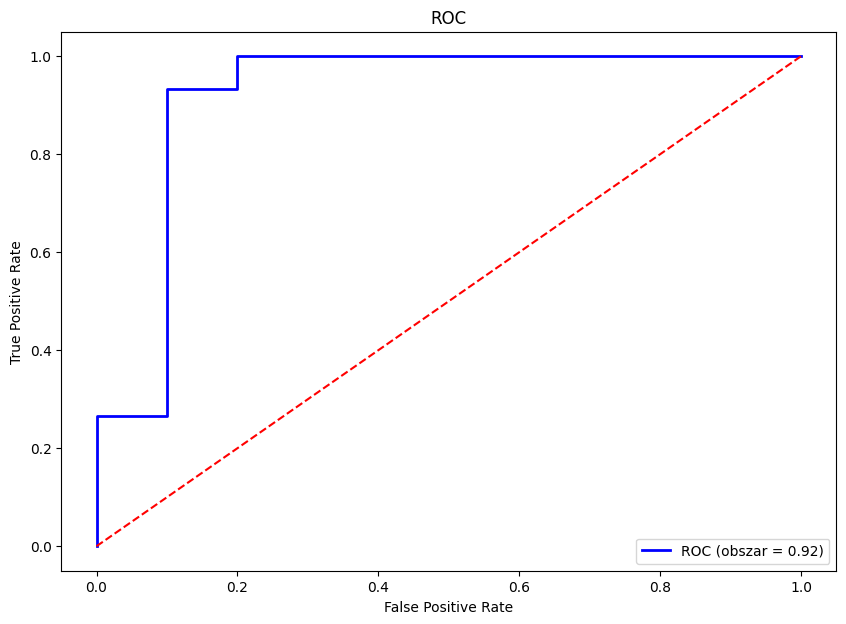 ROC
1.0
0.8
0.6
0.4
0.2
0.0
True Positive Rate
0.0 0.2 0.4 0.6 0.8 1.0
False Positive Rate
ROC (obszar = 0.92)